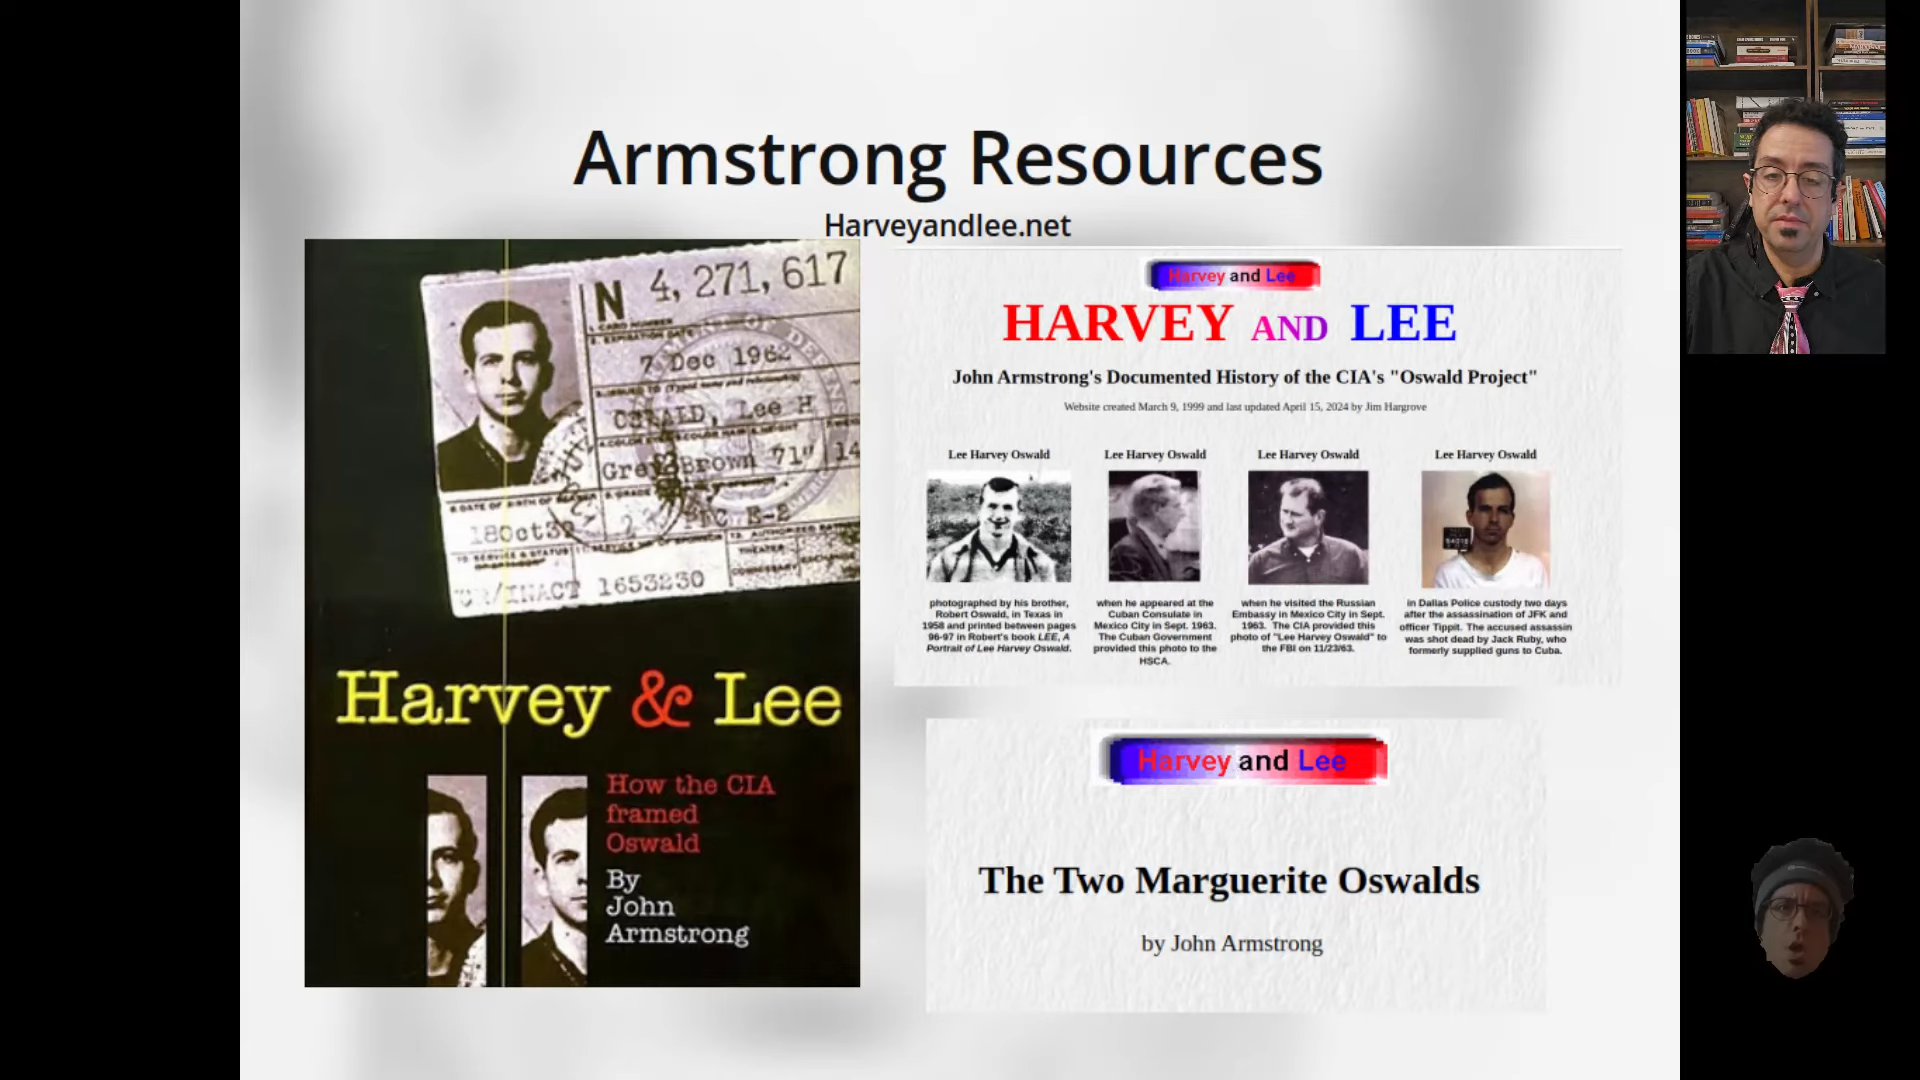 Armstrong Resources
Harveyandlee.net
N 4,271,617
7 Dec 1962
OSWALD, Lee H
Grey Brown 71"
18Oct39
1653230
Harvey & Lee
How the CIA
framed
Oswald
By
John
Armstrong
Harvey and Lee
HARVEY AND LEE
John Armstrong's Documented History of the CIA's "Oswald Project"
Website created March 9, 1999 and last updated April 15, 2024 by Jim Hargrove
Lee Harvey Oswald
photographed by his brother,
Robert Oswald, in Texas in
1958 and printed between pages
96-97 in Robert's book LEE, A
Portrait of Lee Harvey Oswald.
Lee Harvey Oswald
when he appeared at the
Cuban Consulate in
Mexico City in Sept. 1963.
The Cuban Government
provided this photo to the
HSCA.
Lee Harvey Oswald
when he visited the Russian
Embassy in Mexico City in Sept.
1963. The CIA provided this
photo of "Lee Harvey Oswald" to
the FBI on 11/23/63.
Lee Harvey Oswald
in Dallas Police custody two days
after the assassination of JFK and
officer Tippit. The accused assassin
was shot dead by Jack Ruby, who
formerly supplied guns to Cuba.
Harvey and Lee
The Two Marguerite Oswalds
by John Armstrong